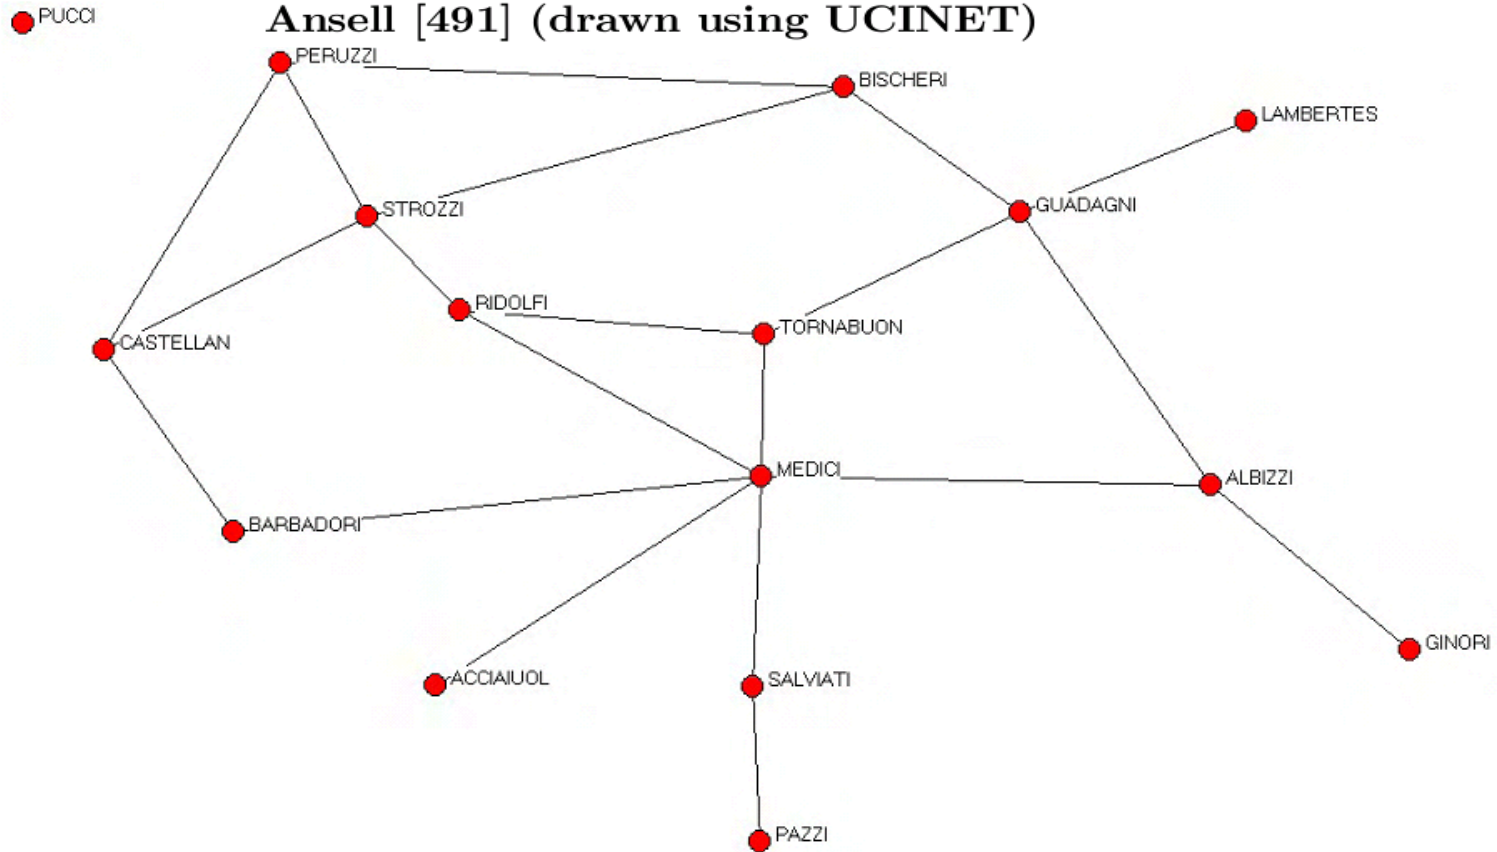 Ansell [491] (drawn using UCINET)
PUCCI
PERUZZI
BISCHERI
LAMBERTES
STROZZI
GUADAGNI
RIDOLFI
TORNABUON
CASTELLAN
MEDICI
ALBIZZI
BARBADORI
GINORI
ACCIAIUOL
SALVIATI
PAZZI